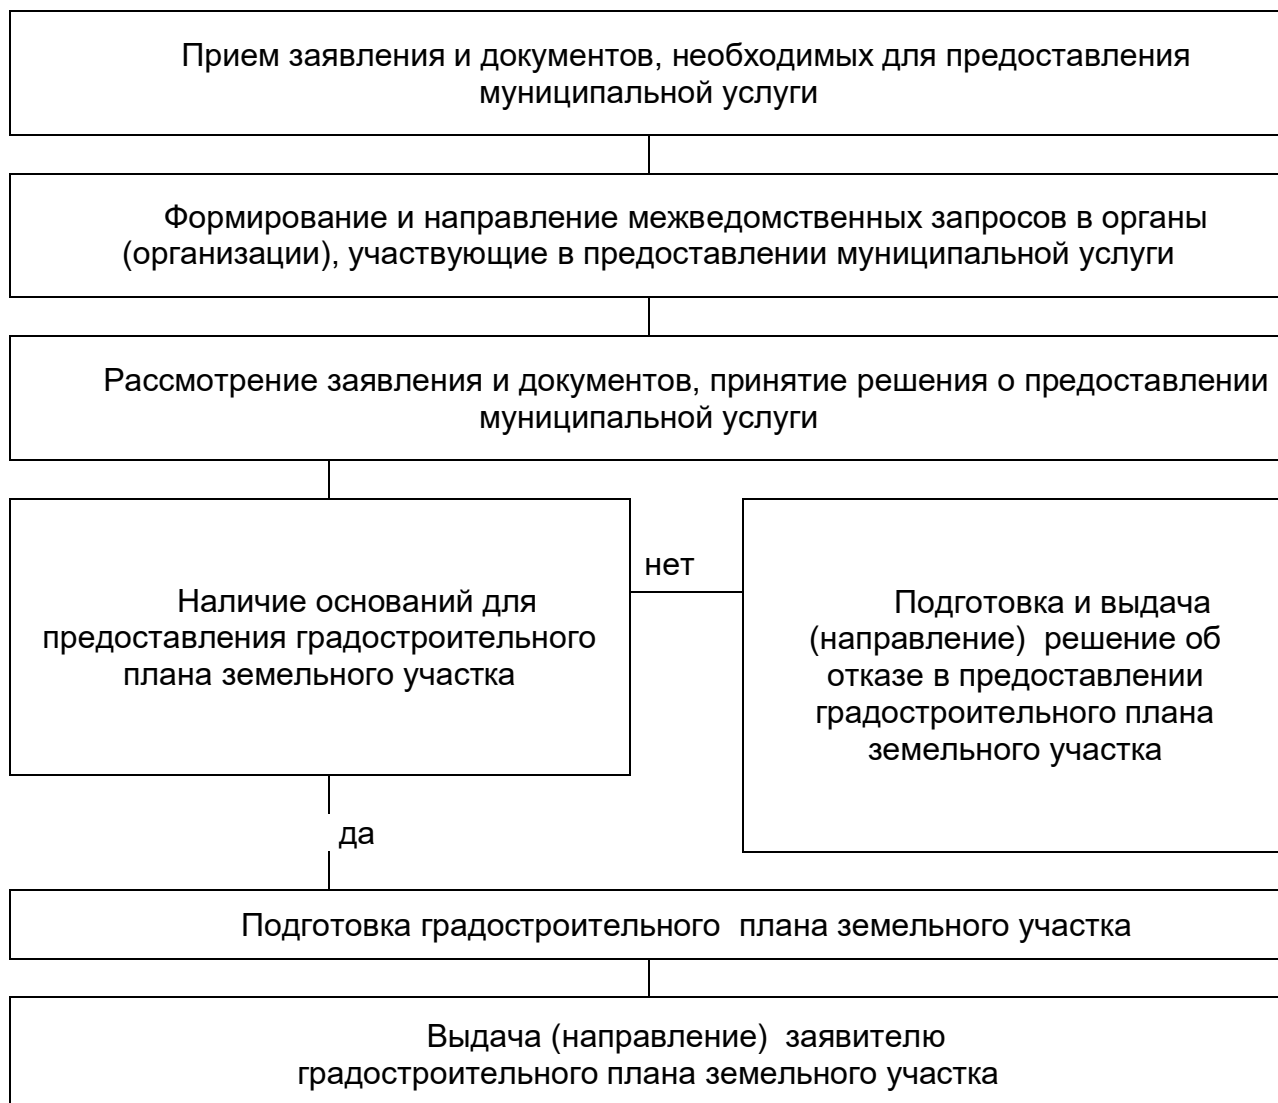 Прием заявления и документов, необходимых для предоставления
муниципальной услуги
Формирование и направление межведомственных запросов в органы
(организации), участвующие в предоставлении муниципальной услуги
Рассмотрение заявления и документов, принятие решения о предоставлении
муниципальной услуги
Наличие оснований для
предоставления градостроительного
плана земельного участка
нет
Подготовка и выдача
(направление) решение об
отказе в предоставлении
градостроительного плана
земельного участка
да
Подготовка градостроительного плана земельного участка
Выдача (направление) заявителю
градостроительного плана земельного участка